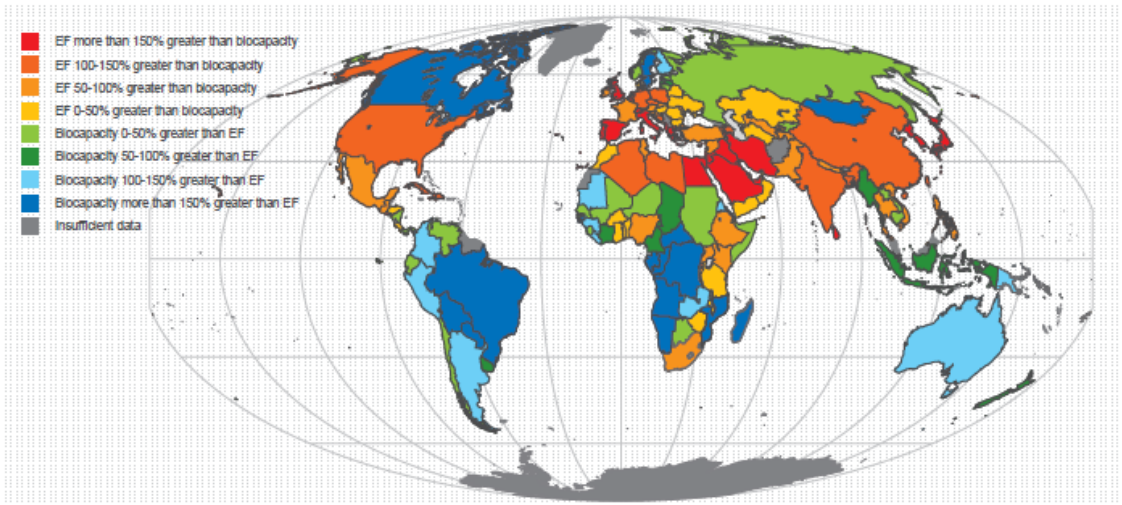 EF more than 150% greater than biocapacity
EF 100-150% greater than biocapacity
EF 50-100% greater than biocapacity
EF 0-50% greater than biocapacity
Biocapacity 0-50% greater than EF
Biocapacity 50-100% greater than EF
Biocapacity 100-150% greater than EF
Biocapacity more than 150% greater than EF
Insufficient data